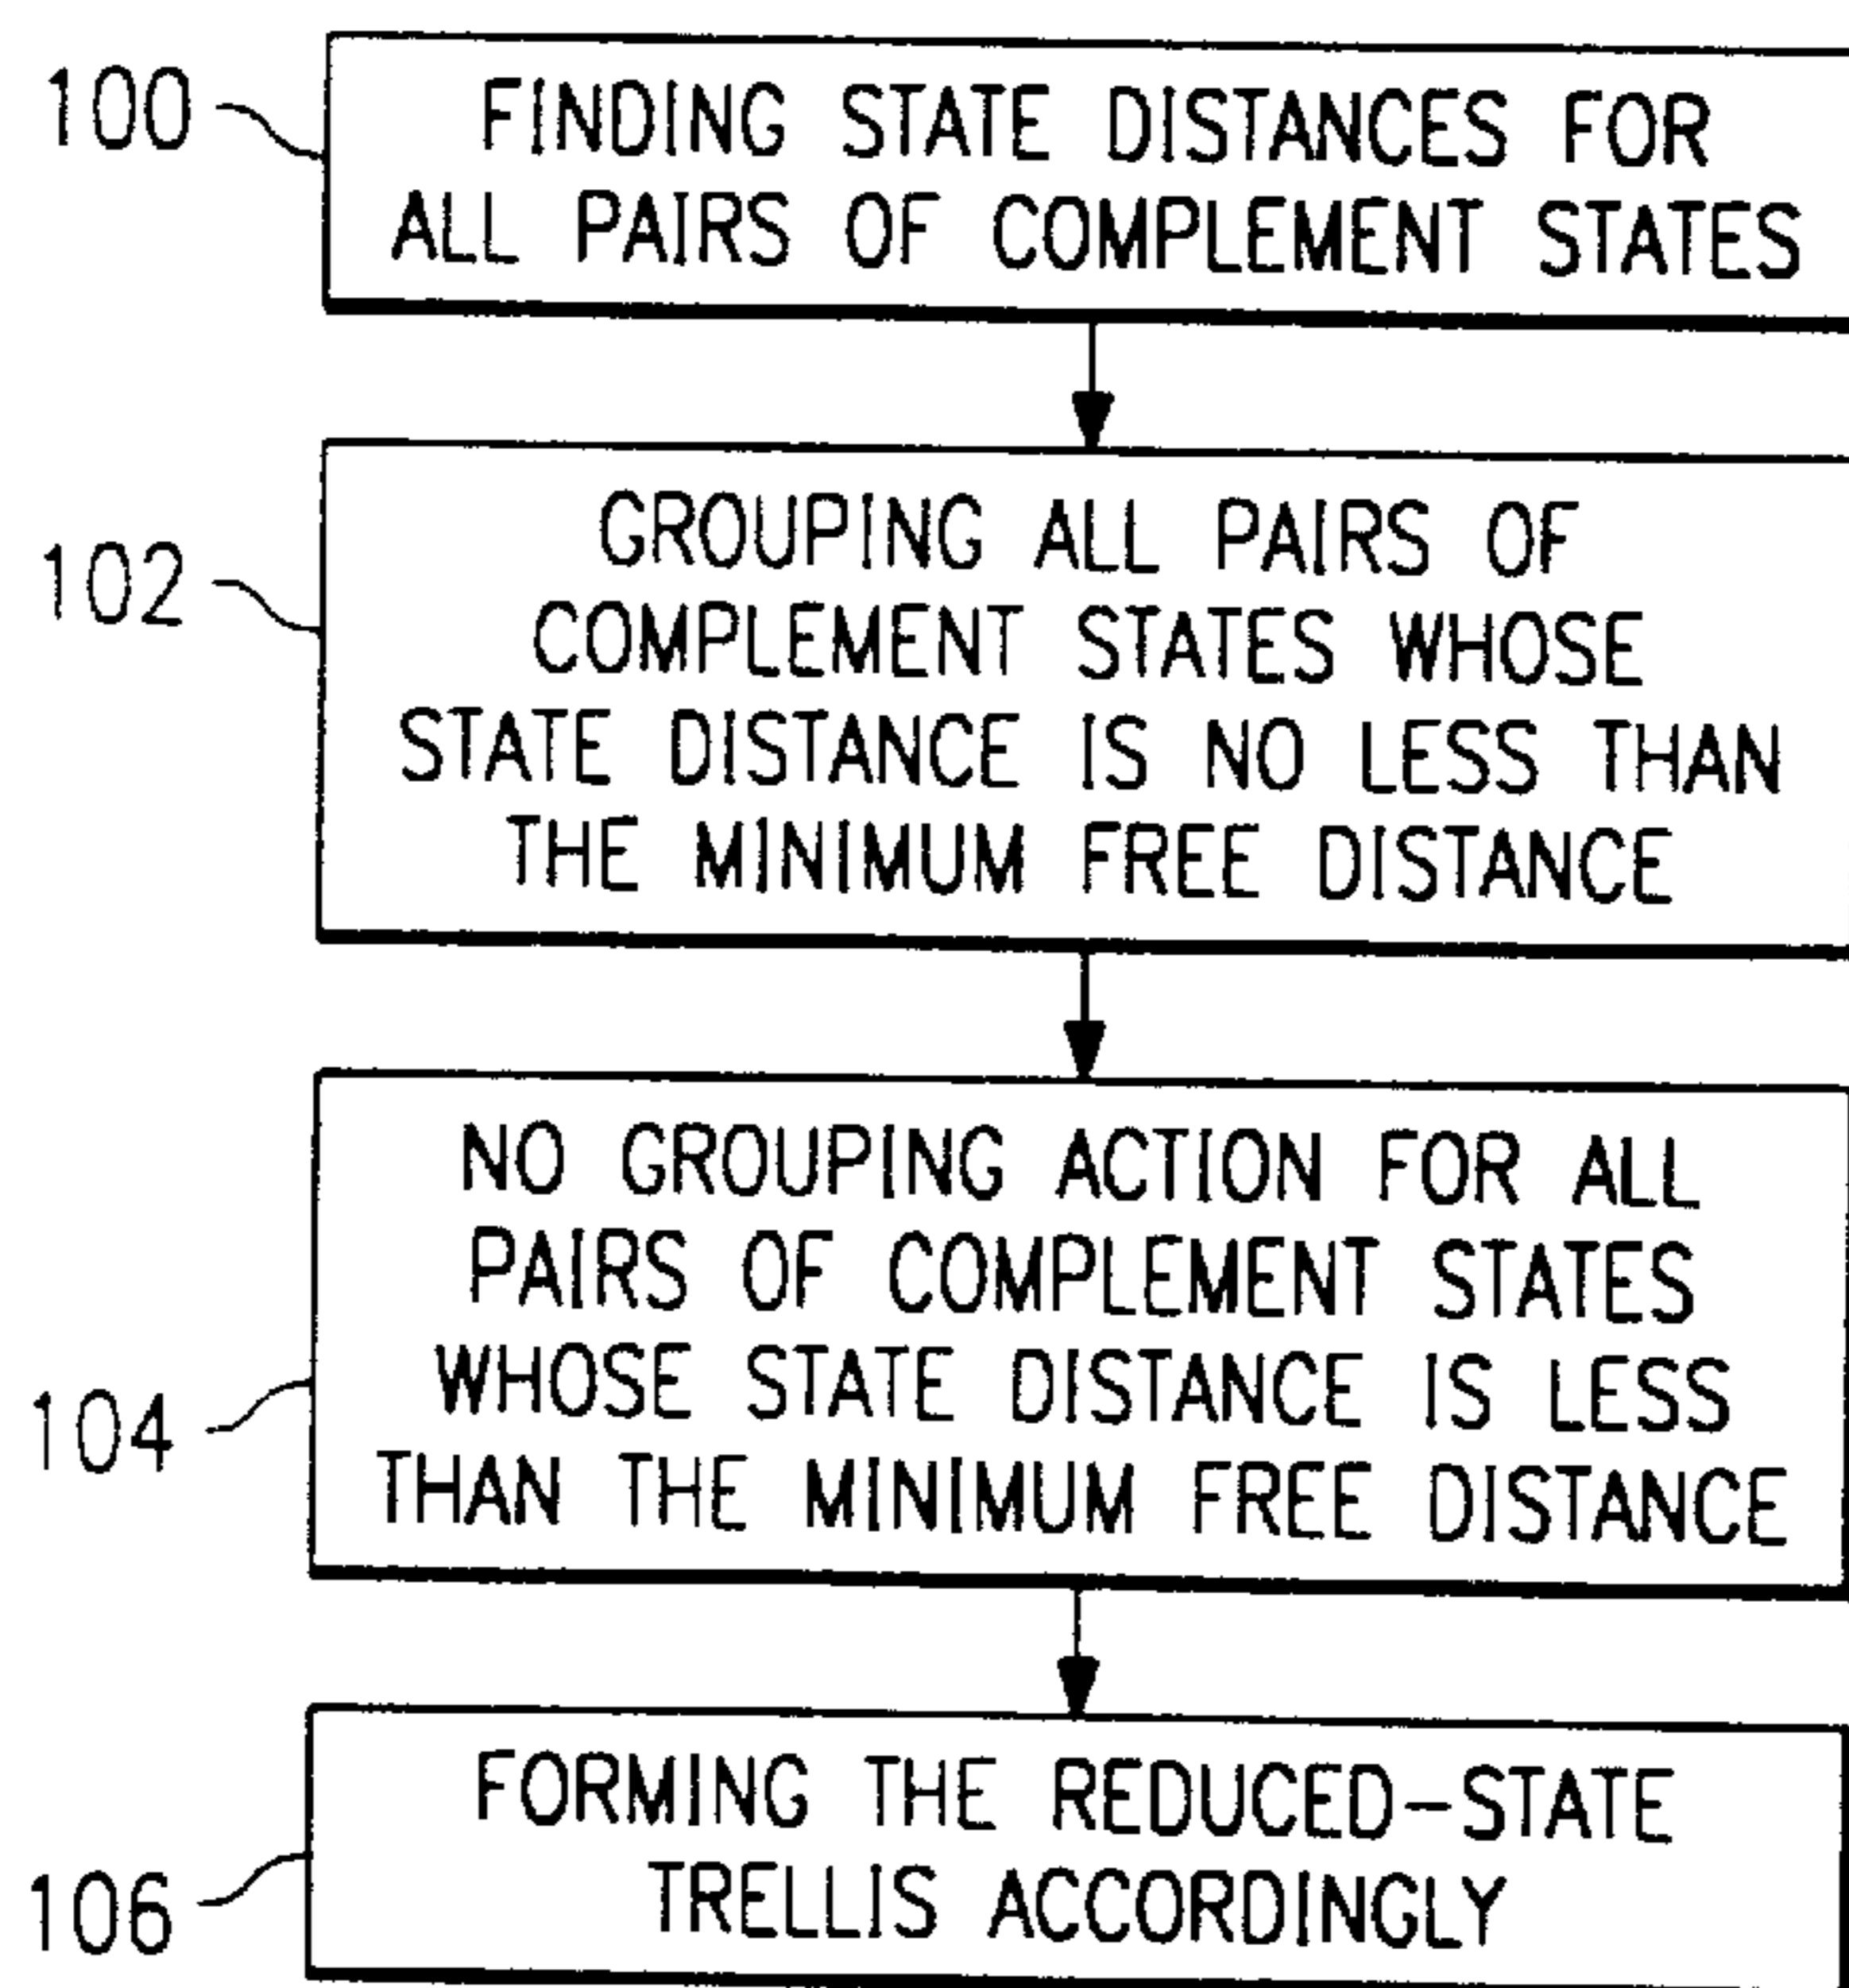 100
FINDING STATE DISTANCES FOR
ALL PAIRS OF COMPLEMENT STATES
102
GROUPING ALL PAIRS OF
COMPLEMENT STATES WHOSE
STATE DISTANCE IS NO LESS THAN
THE MINIMUM FREE DISTANCE
104
NO GROUPING ACTION FOR ALL
PAIRS OF COMPLEMENT STATES
WHOSE STATE DISTANCE IS LESS
THAN THE MINIMUM FREE DISTANCE
106
FORMING THE REDUCED-STATE
TRELLIS ACCORDINGLY